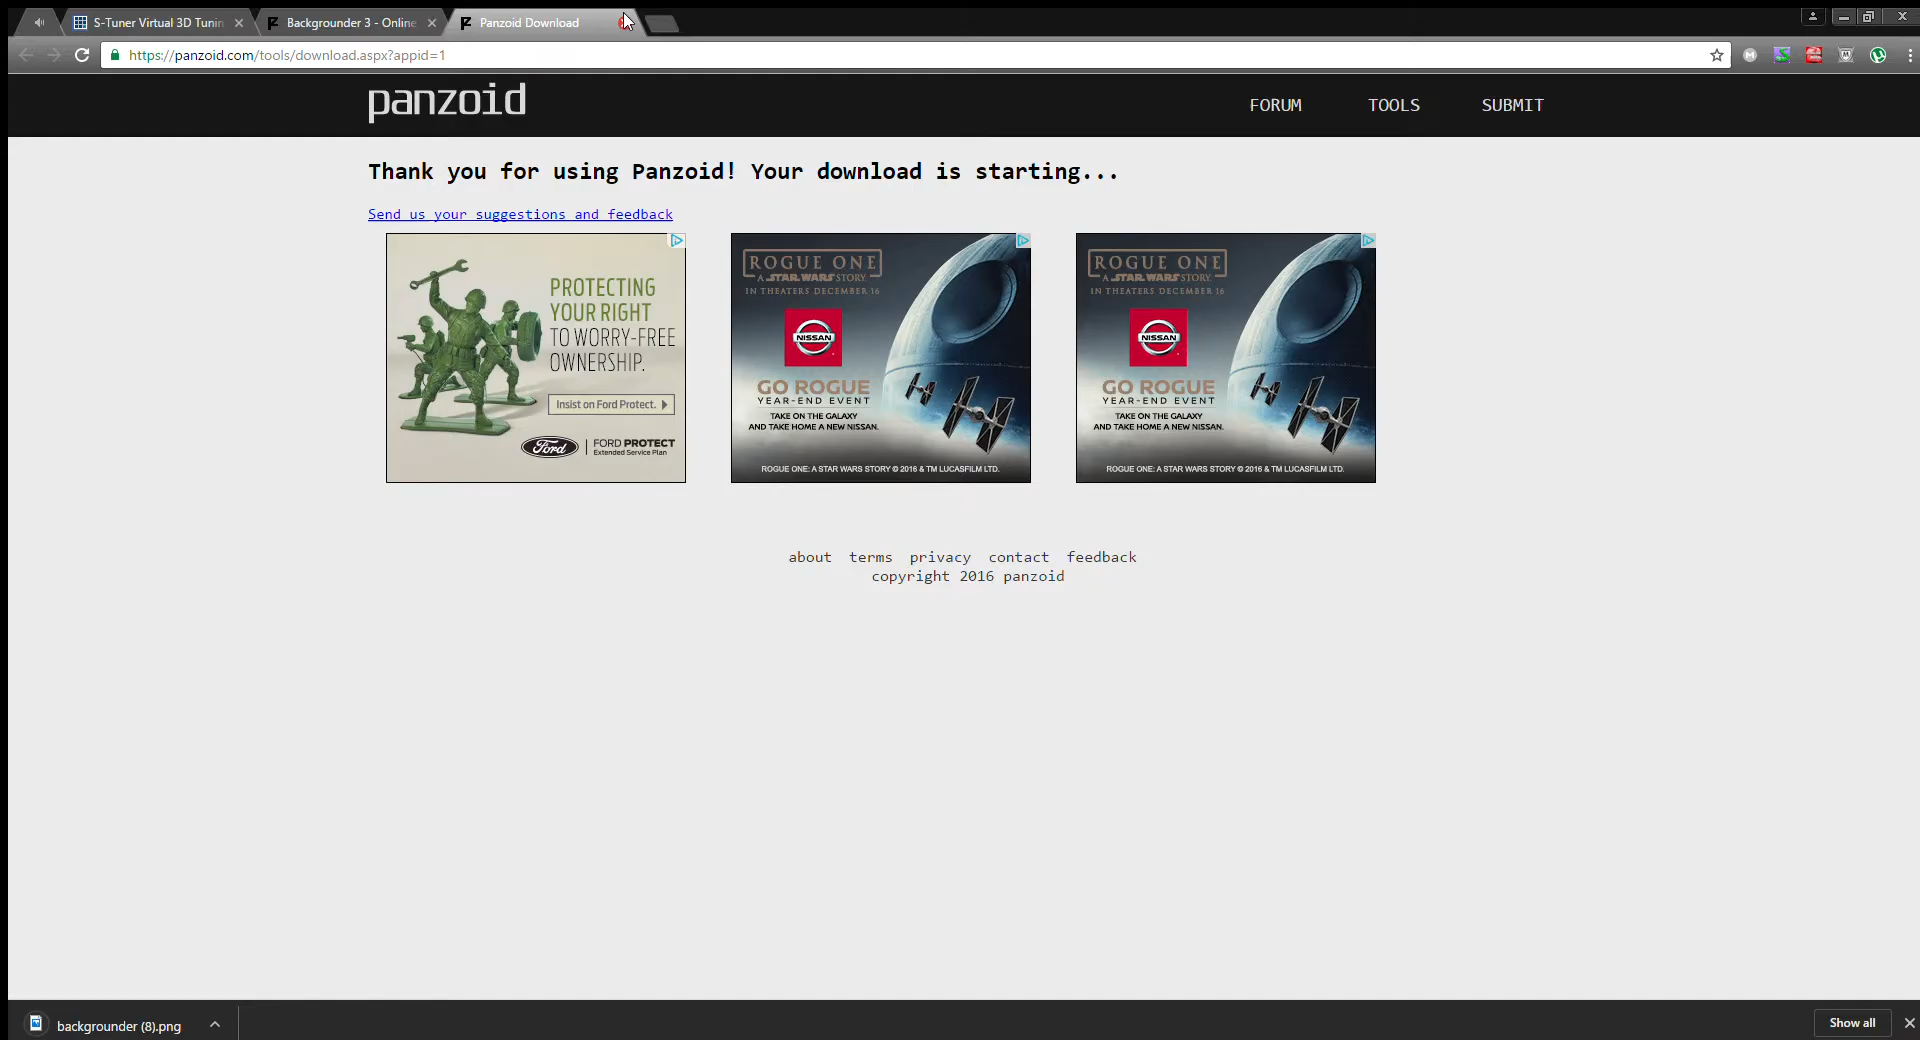 S-Tuner Virtual 3D Tunin
Backgrounder 3 - Online
Panzoid Download
https://panzoid.com/tools/download.aspx?appid=1
panzoid
FORUM
TOOLS
SUBMIT
Thank you for using Panzoid! Your download is starting...
Send us your suggestions and feedback
PROTECTING
YOUR RIGHT
TO WORRY-FREE
OWNERSHIP.
Insist on Ford Protect.
Ford
FORD PROTECT
Extended Service Plan
ROGUE ONE
A STAR WARS STORY
IN THEATERS DECEMBER 16
NISSAN
GO ROGUE
YEAR-END EVENT
TAKE ON THE GALAXY
AND TAKE HOME A NEW NISSAN.
ROGUE ONE: A STAR WARS STORY © 2016 & TM LUCASFILM LTD.
ROGUE ONE
A STAR WARS STORY
IN THEATERS DECEMBER 16
NISSAN
GO ROGUE
YEAR-END EVENT
TAKE ON THE GALAXY
AND TAKE HOME A NEW NISSAN.
ROGUE ONE: A STAR WARS STORY © 2016 & TM LUCASFILM LTD.
about terms privacy contact feedback
copyright 2016 panzoid
backgrounder (8).png
Show all